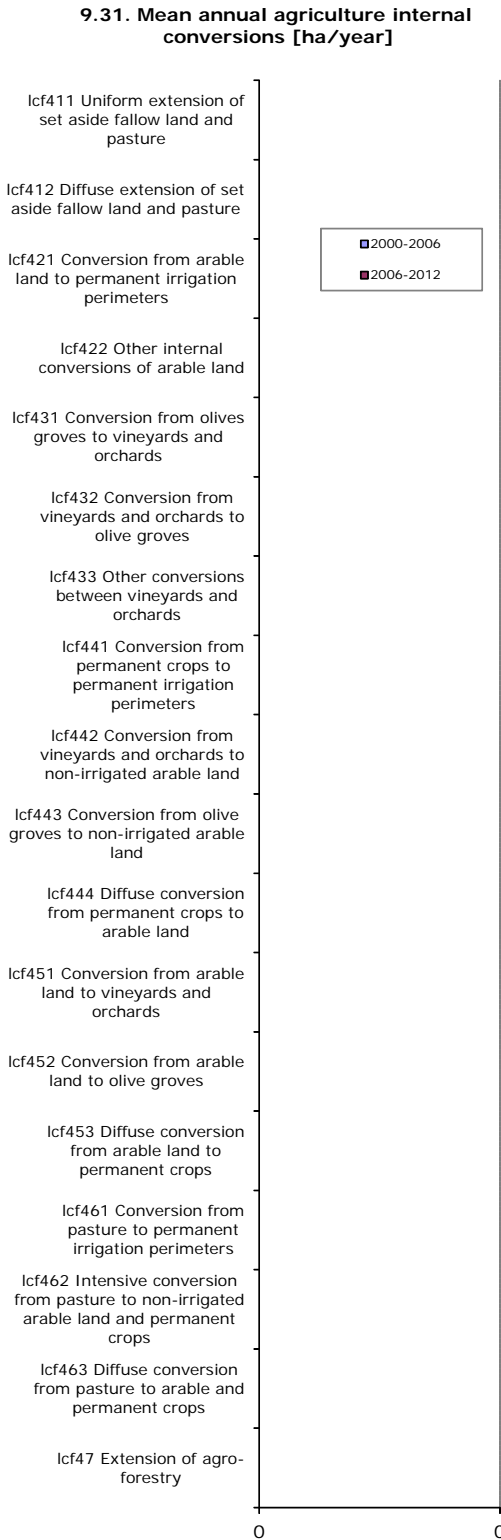 9.31. Mean annual agriculture internal
conversions [ha/year]
lcf411 Uniform extension of
set aside fallow land and
pasture
lcf412 Diffuse extension of set
aside fallow land and pasture
2000-2006
2006-2012
lcf421 Conversion from arable
land to permanent irrigation
perimeters
lcf422 Other internal
conversions of arable land
lcf431 Conversion from olives
groves to vineyards and
orchards
lcf432 Conversion from
vineyards and orchards to
olive groves
lcf433 Other conversions
between vineyards and
orchards
lcf441 Conversion from
permanent crops to
permanent irrigation
perimeters
lcf442 Conversion from
vineyards and orchards to
non-irrigated arable land
lcf443 Conversion from olive
groves to non-irrigated arable
land
lcf444 Diffuse conversion
from permanent crops to
arable land
lcf451 Conversion from arable
land to vineyards and
orchards
lcf452 Conversion from arable
land to olive groves
lcf453 Diffuse conversion
from arable land to
permanent crops
lcf461 Conversion from
pasture to permanent
irrigation perimeters
lcf462 Intensive conversion
from pasture to non-irrigated
arable land and permanent
crops
lcf463 Diffuse conversion
from pasture to arable and
permanent crops
lcf47 Extension of agro-
forestry
0 0